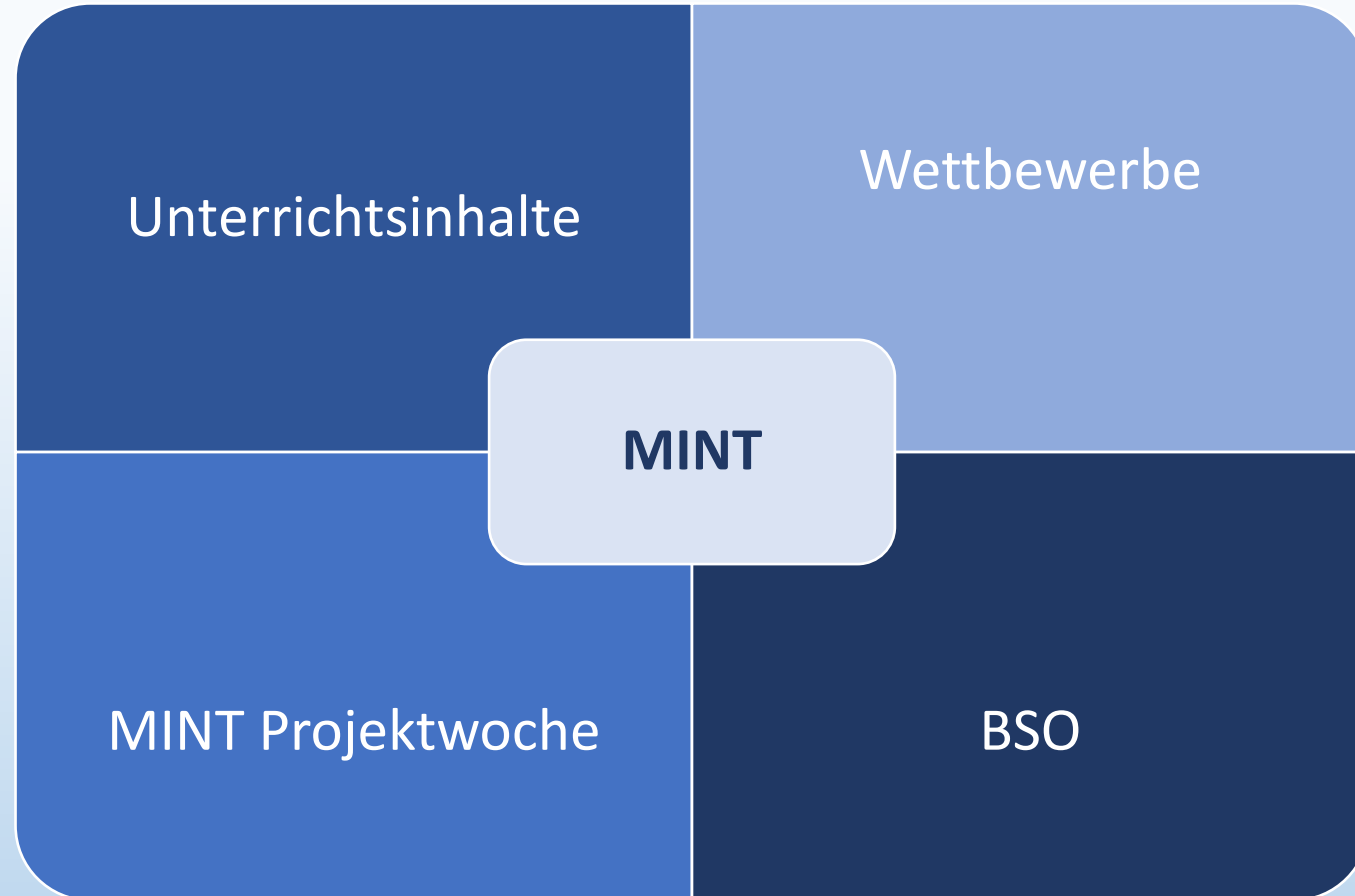 Unterrichtsinhalte
Wettbewerbe
MINT
MINT Projektwoche
BSO